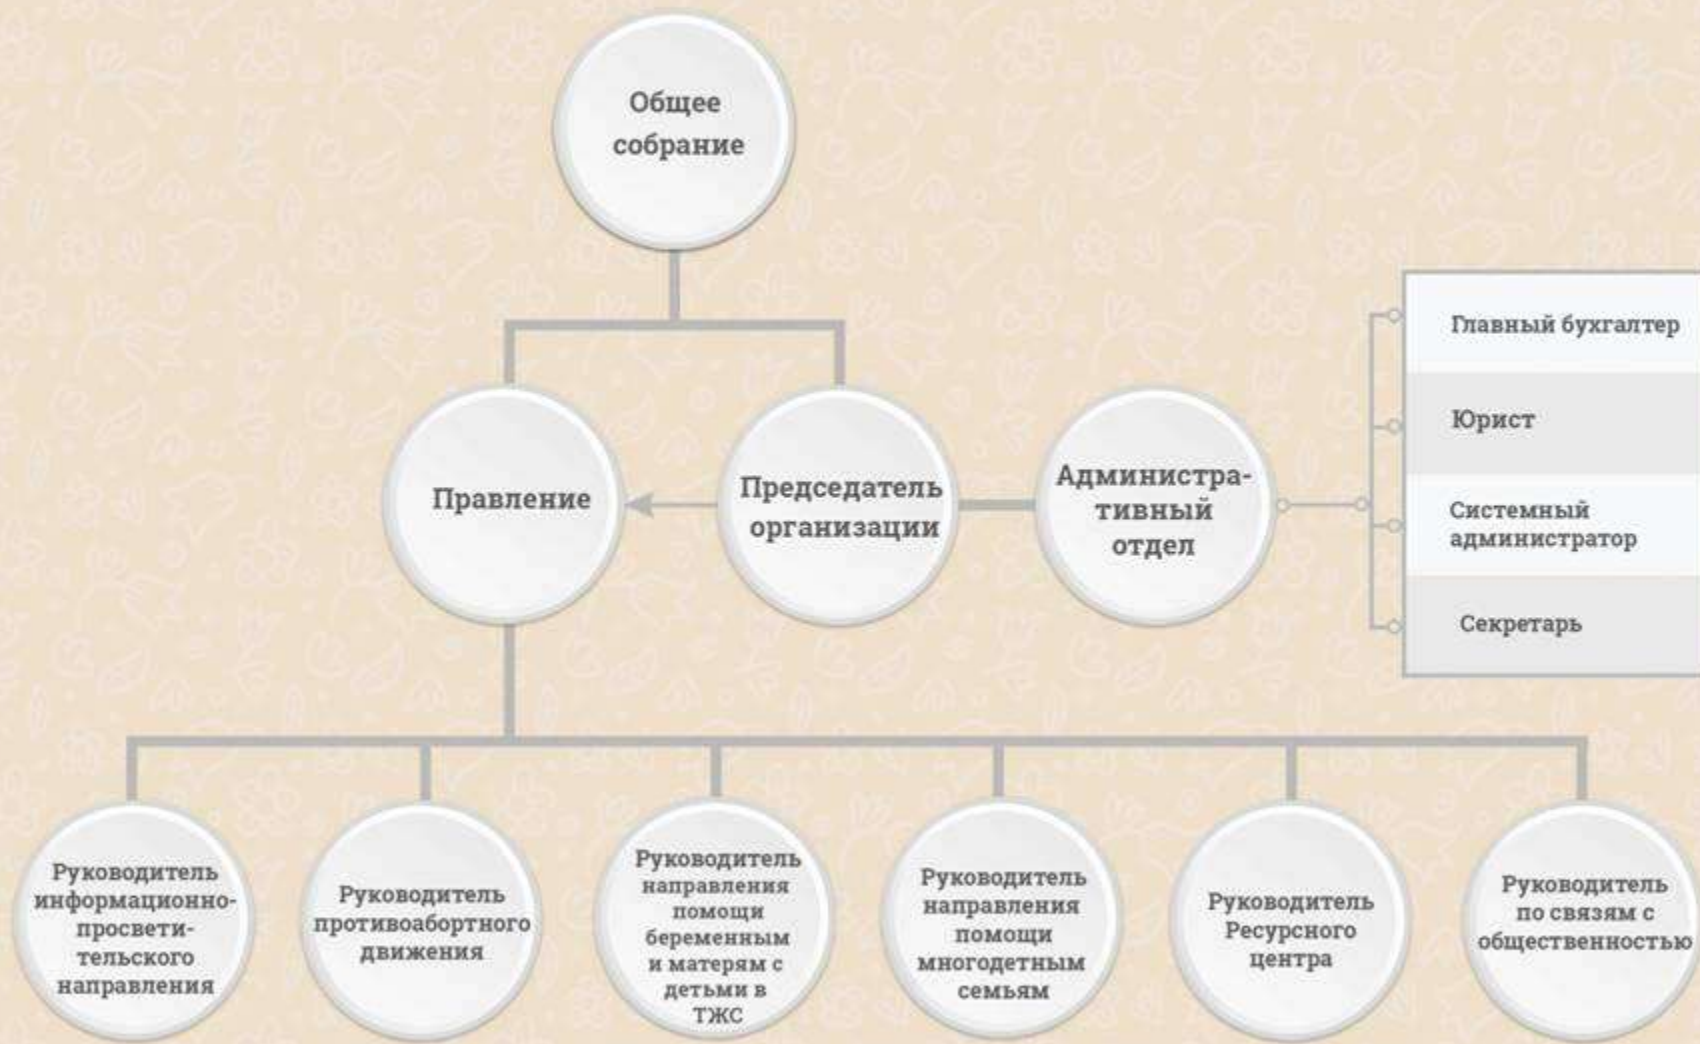 Общее
собрание
Правление
Председатель
организации
Администра-
тивный
отдел
Главный бухгалтер
Юрист
Системный
администратор
Секретарь
Руководитель
информационно-
просвети-
тельского
направления
Руководитель
противоабортного
движения
Руководитель
направления
помощи
беременным
и матерям с
детьми в
ТЖС
Руководитель
направления
помощи
многодетным
семьям
Руководитель
Ресурсного
центра
Руководитель
по связям с
общественностью